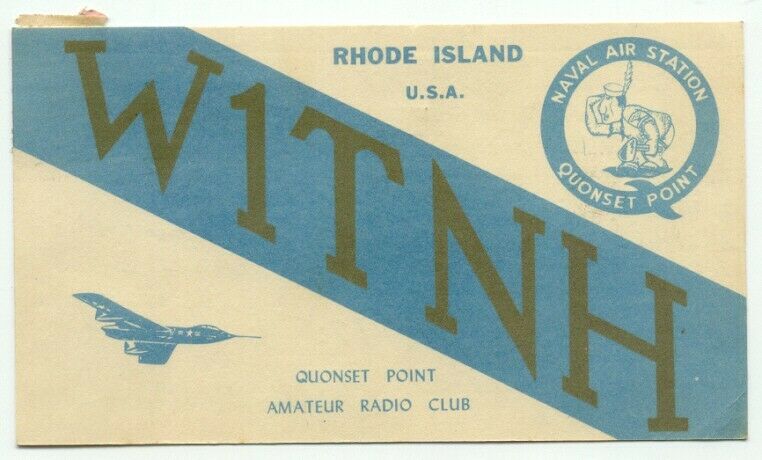 RHODE ISLAND
U.S.A.
NAVAL AIR STATION
QUONSET POINT
W1TNH
QUONSET POINT
AMATEUR RADIO CLUB